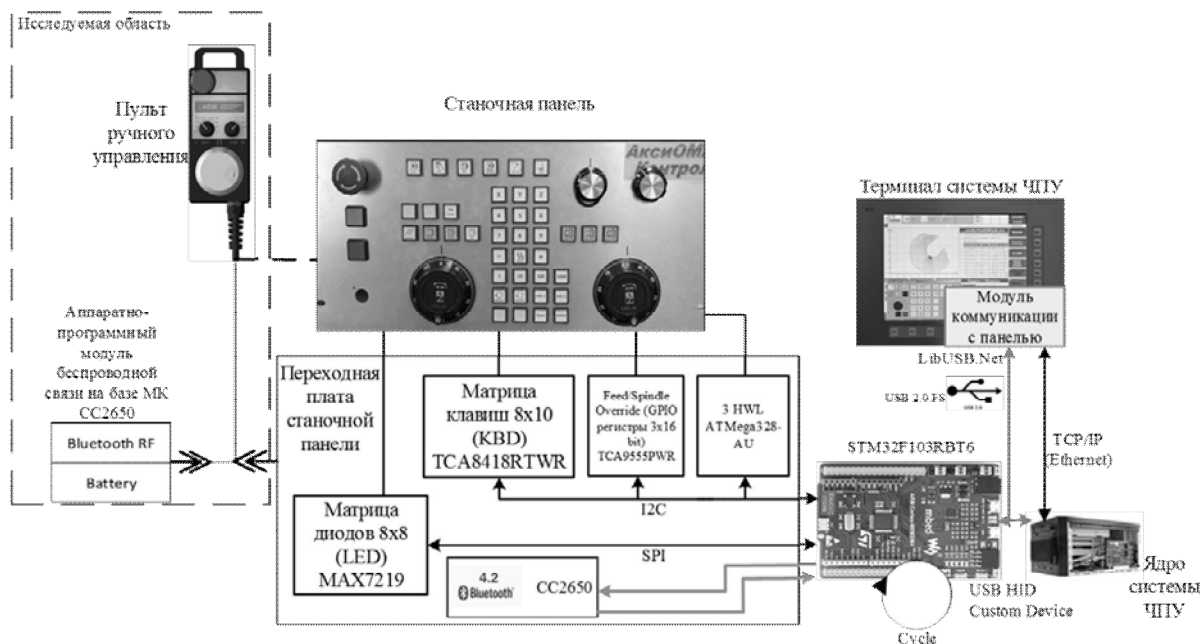 Исследуемая область
Пульт
ручного
управления
Станочная панель
АксиОМА
Контрол
Терминал системы ЧПУ
Модуль
коммуникации
с панелью
LibUSB.Net
USB 2.0 FS
USB 2.0
TCP/IP
(Ethernet)
Аппаратно-
программный
модуль
беспроводной
связи на базе МК
CC2650
Bluetooth RF
Battery
Переходная
плата
станочной
панели
Матрица
клавиш 8x10
(KBD)
TCA8418RTWR
Feed/Spindle
Override (GPIO
регистры 3x16
bit)
TCA9555PWR
3 HWL
ATMega328-
AU
STM32F103RBT6
I2C
Матрица
диодов 8x8
(LED)
MAX7219
SPI
4.2
Bluetooth
CC2650
USB HID
Custom Device
Cycle
Ядро
системы
ЧПУ